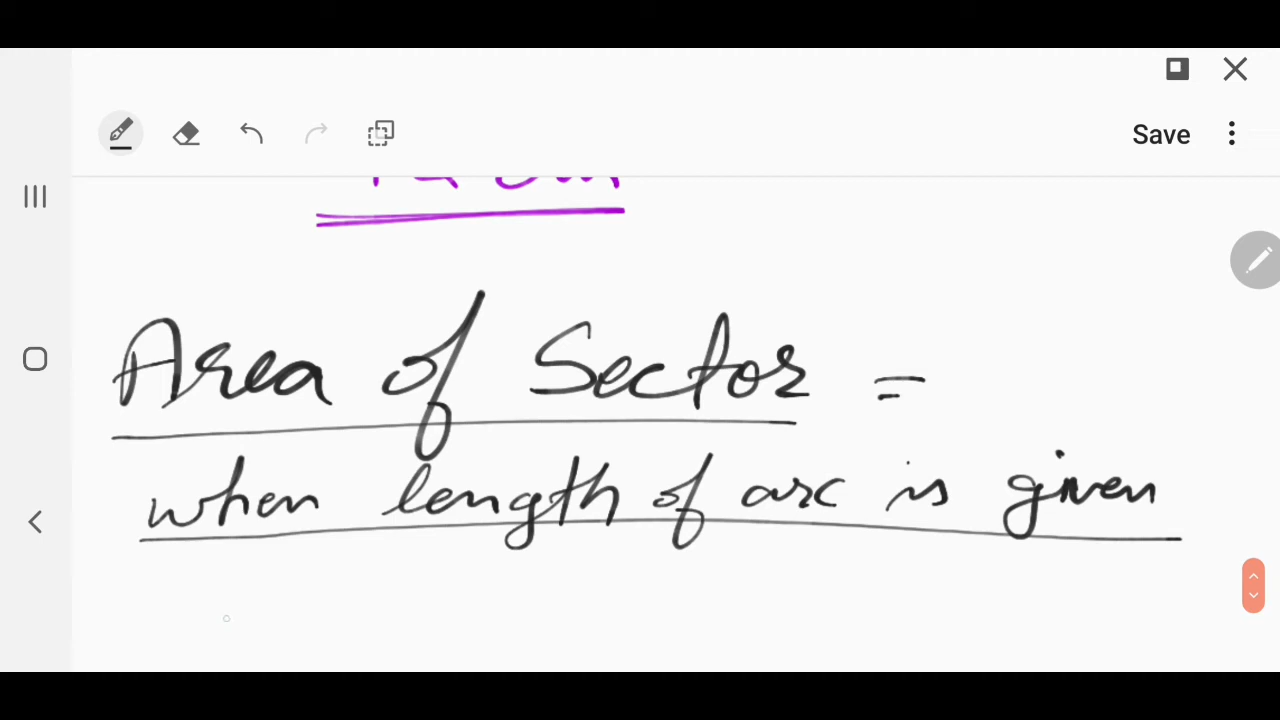 Save
Area of Sector =
when length of arc is given